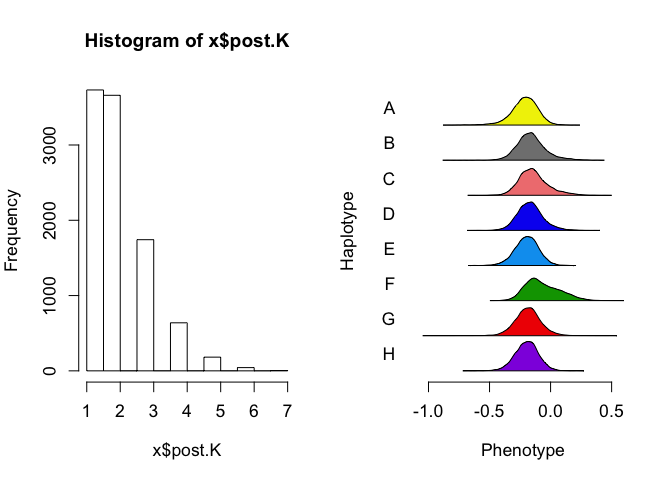 Histogram of x$post.K
Frequency
0
1000
2000
3000
1 2 3 4 5 6 7
x$post.K
Haplotype
A
B
C
D
E
F
G
H
-1.0 -0.5 0.0 0.5
Phenotype